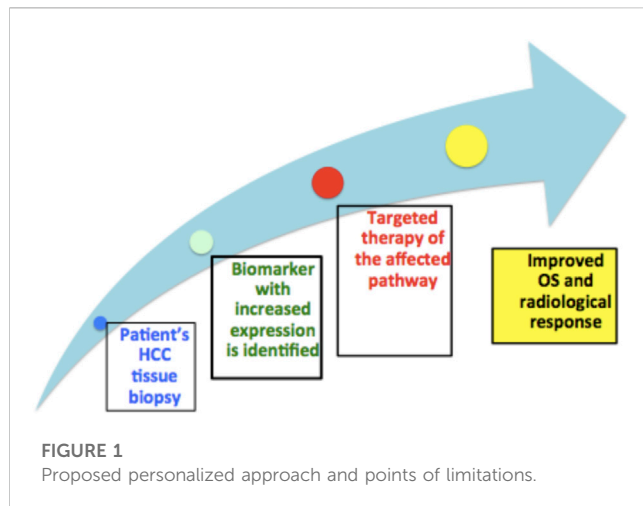 Patient's
HCC
tissue
biopsy
Biomarker
with
increased
expression
is identified
Targeted
therapy of
the affected
pathway
Improved
OS and
radiological
response
FIGURE 1
Proposed personalized approach and points of limitations.